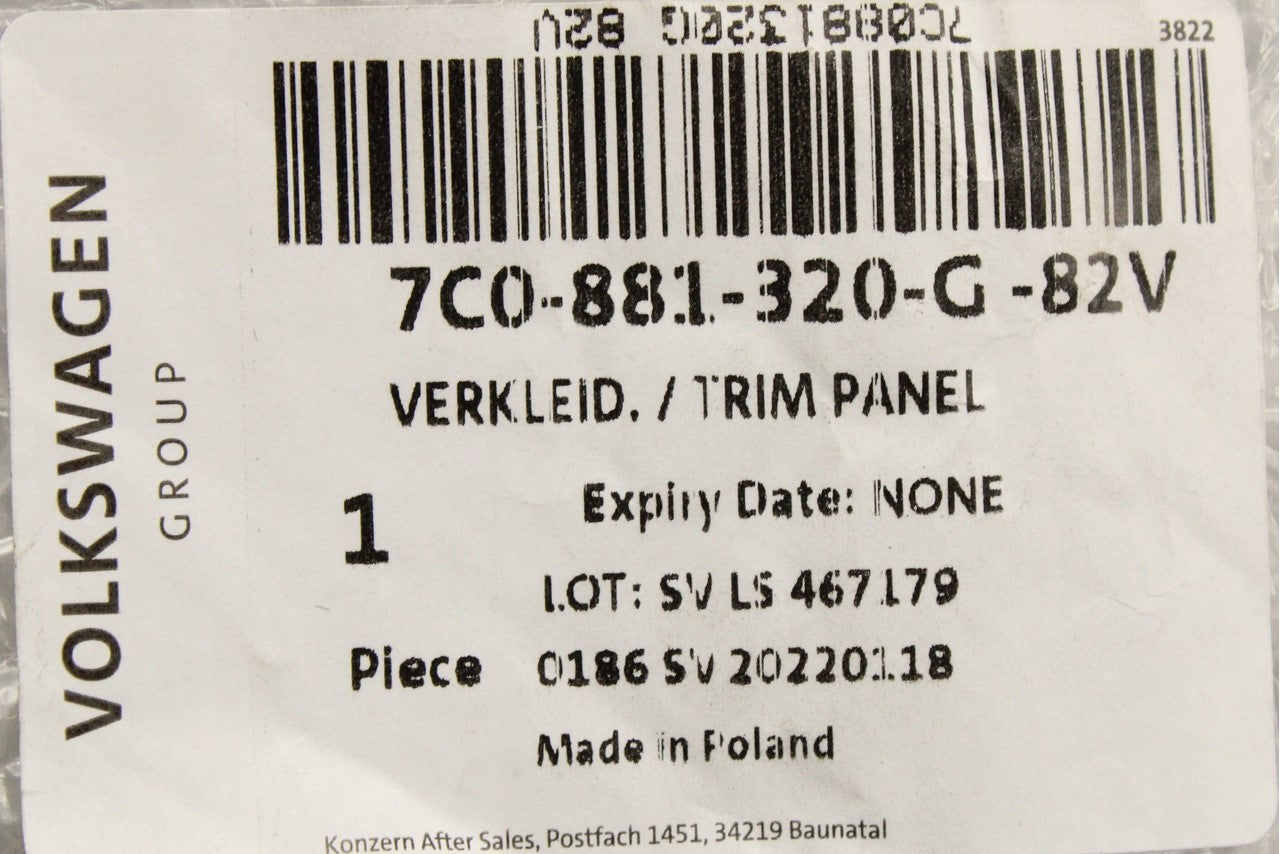 7C0881320G 82V
3822
7C0-881-320-G -82V
VERKLEID. / TRIM PANEL
Expiry Date: NONE
1
LOT: SV LS 467179
Piece 0186 SV 20220118
Made in Poland
Konzern After Sales, Postfach 1451, 34219 Baunatal
VOLKSWAGEN
GROUP